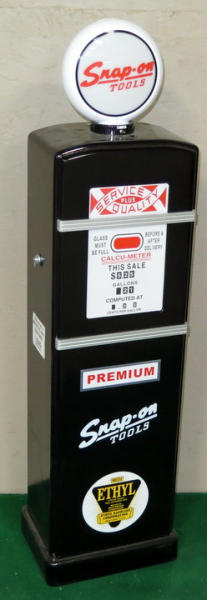 Snap-on
TOOLS
SERVICE
PLUS
QUALITY
GLASS
MUST
BE FULL
BEFORE &
AFTER
DELIVERY
CALCU-METER
THIS SALE
GALLONS
21
COMPUTED AT
PREMIUM
Snap-on
TOOLS
ETHYL